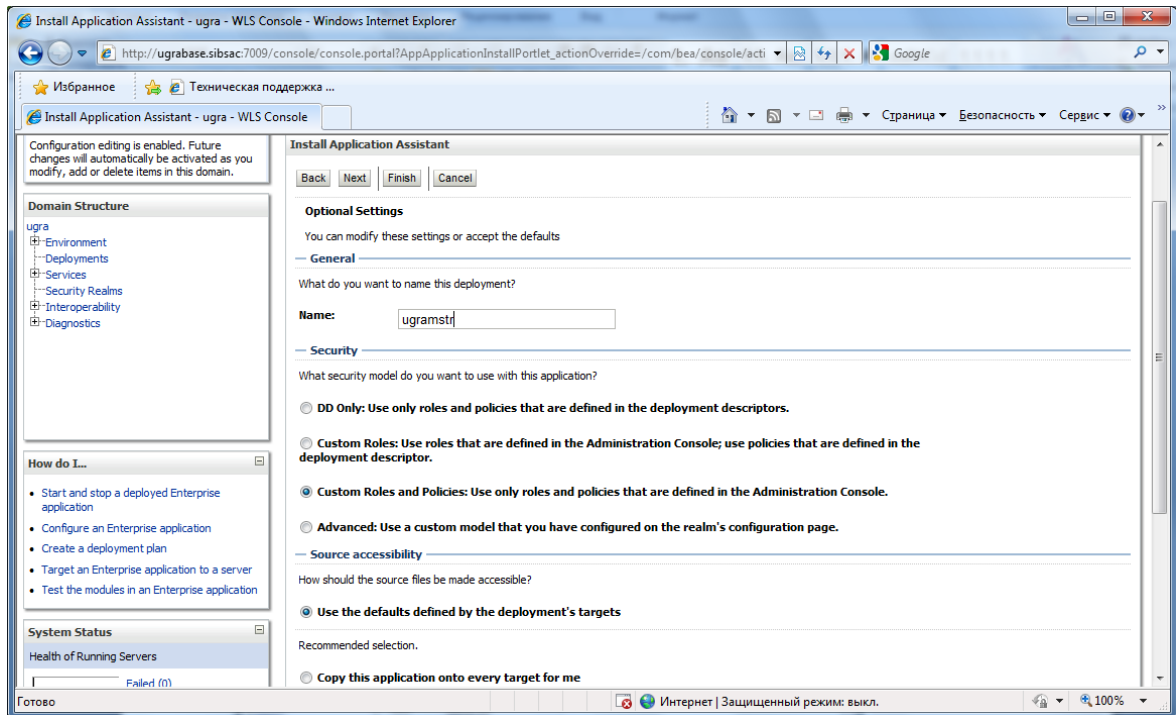 Install Application Assistant - ugra - WLS Console - Windows Internet Explorer
http://ugrabase.sibsac:7009/console/console.portal?AppApplicationInstallPortlet_actionOverride=/com/bea/console/acti
Google
Избранное
Техническая поддержка ...
Install Application Assistant - ugra - WLS Console
Страница
Безопасность
Сервис
Configuration editing is enabled. Future
changes will automatically be activated as you
modify, add or delete items in this domain.
Domain Structure
ugra
Environment
Deployments
Services
Security Realms
Interoperability
Diagnostics
How do I...
Start and stop a deployed Enterprise
application
Configure an Enterprise application
Create a deployment plan
Target an Enterprise application to a server
Test the modules in an Enterprise application
System Status
Health of Running Servers
Failed (0)
Install Application Assistant
Back Next Finish Cancel
Optional Settings
You can modify these settings or accept the defaults
General
What do you want to name this deployment?
Name: ugramstr
Security
What security model do you want to use with this application?
DD Only: Use only roles and policies that are defined in the deployment descriptors.
Custom Roles: Use roles that are defined in the Administration Console; use policies that are defined in the
deployment descriptor.
Custom Roles and Policies: Use only roles and policies that are defined in the Administration Console.
Advanced: Use a custom model that you have configured on the realm's configuration page.
Source accessibility
How should the source files be made accessible?
Use the defaults defined by the deployment's targets
Recommended selection.
Copy this application onto every target for me
Готово
Интернет | Защищенный режим: выкл.
100%